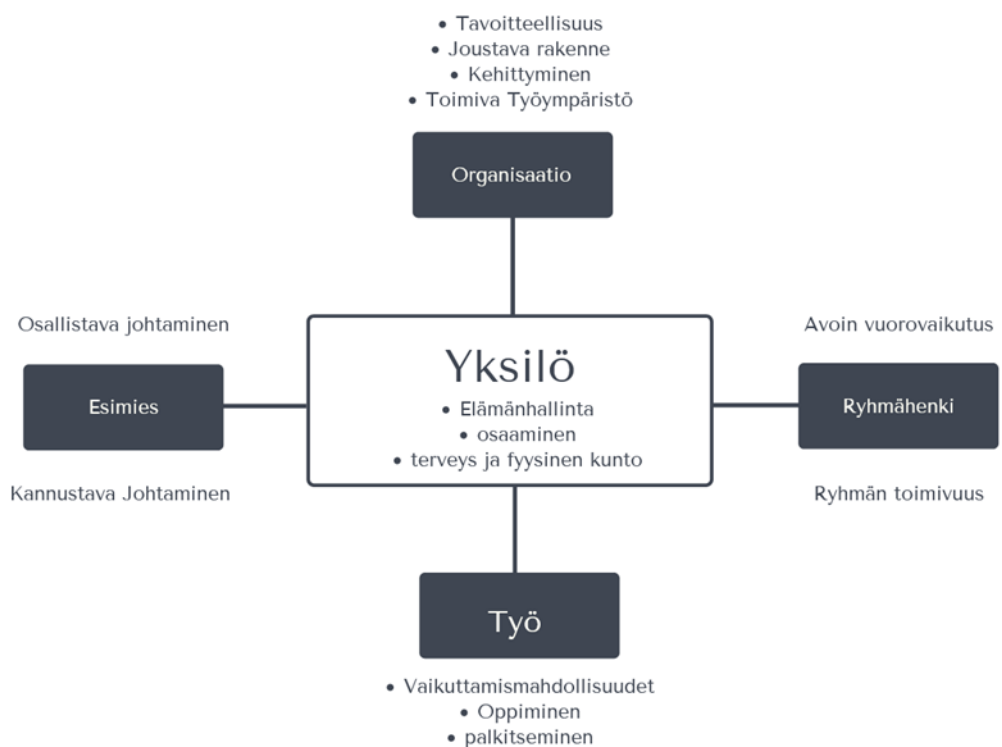 • Tavoitteellisuus
• Joustava rakenne
• Kehittyminen
• Toimiva Työympäristö
Organisaatio
Osallistava johtaminen
Esimies
Kannustava Johtaminen
Yksilö
• Elämänhallinta
• osaaminen
• terveys ja fyysinen kunto
Avoin vuorovaikutus
Ryhmähenki
Ryhmän toimivuus
Työ
• Vaikuttamismahdollisuudet
• Oppiminen
• palkitseminen